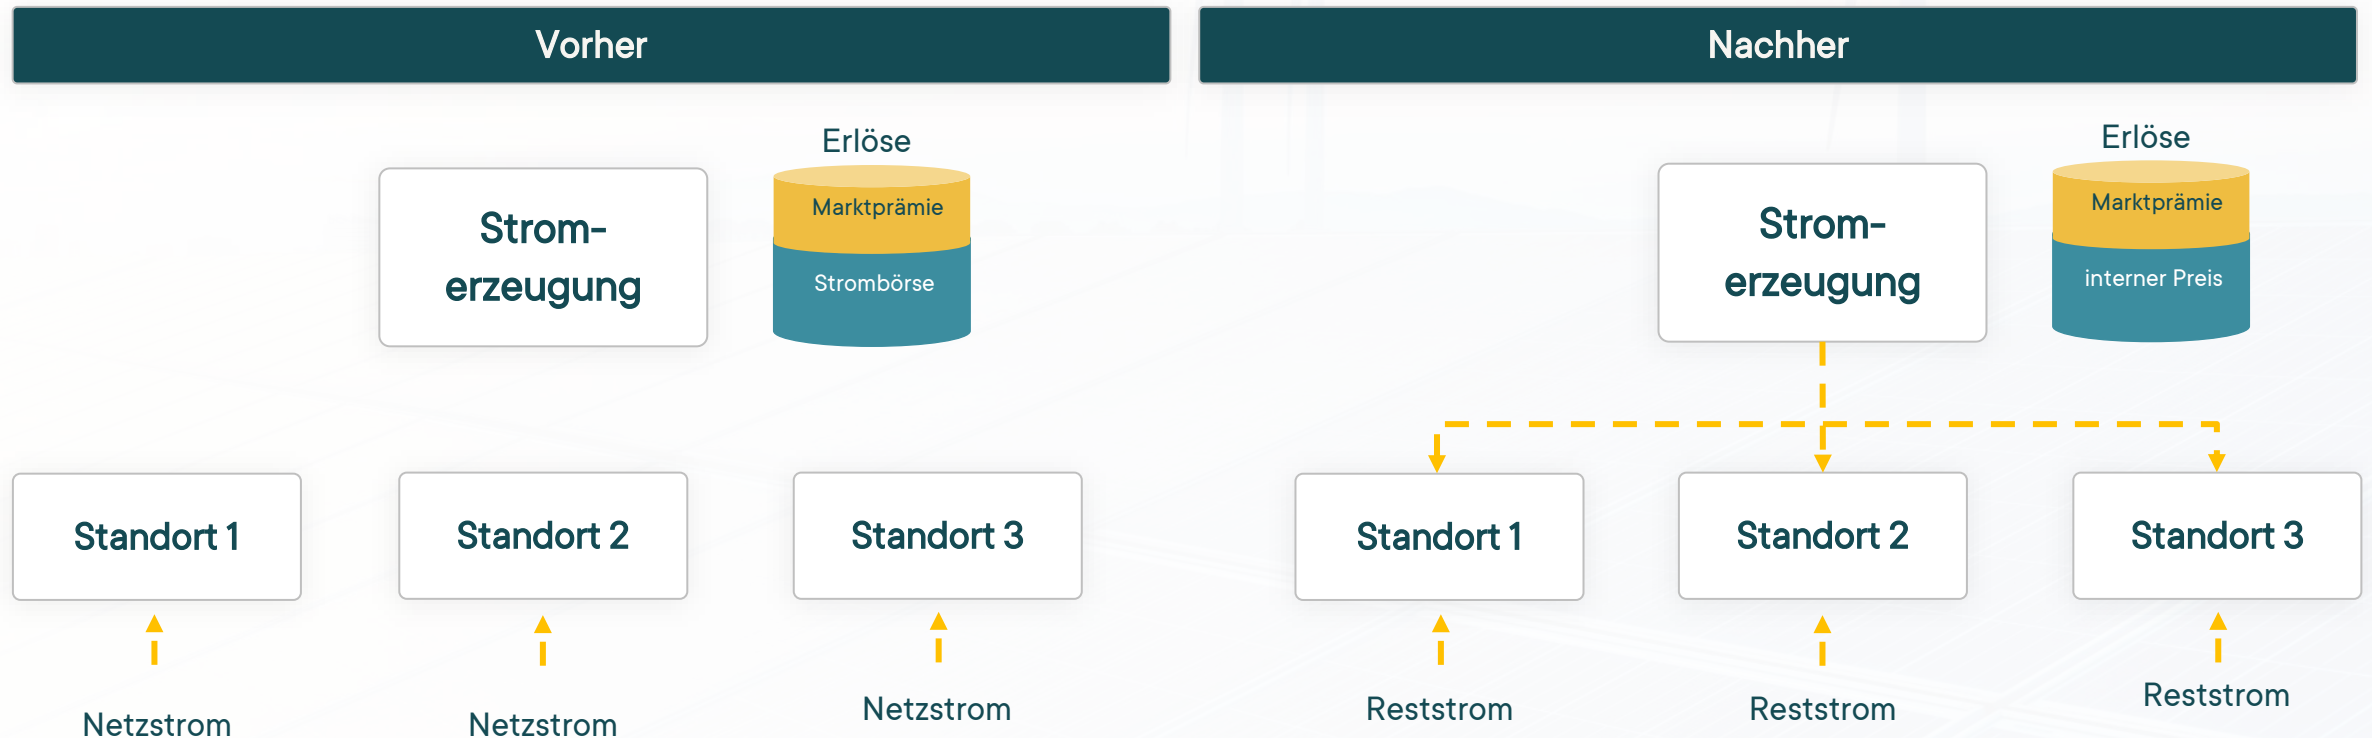 Vorher
Erlöse
Strom-
erzeugung
Marktprämie
Strombörse
Standort 1
Standort 2
Standort 3
Netzstrom
Netzstrom
Netzstrom
Nachher
Erlöse
Strom-
erzeugung
Marktprämie
interner Preis
Standort 1
Standort 2
Standort 3
Reststrom
Reststrom
Reststrom